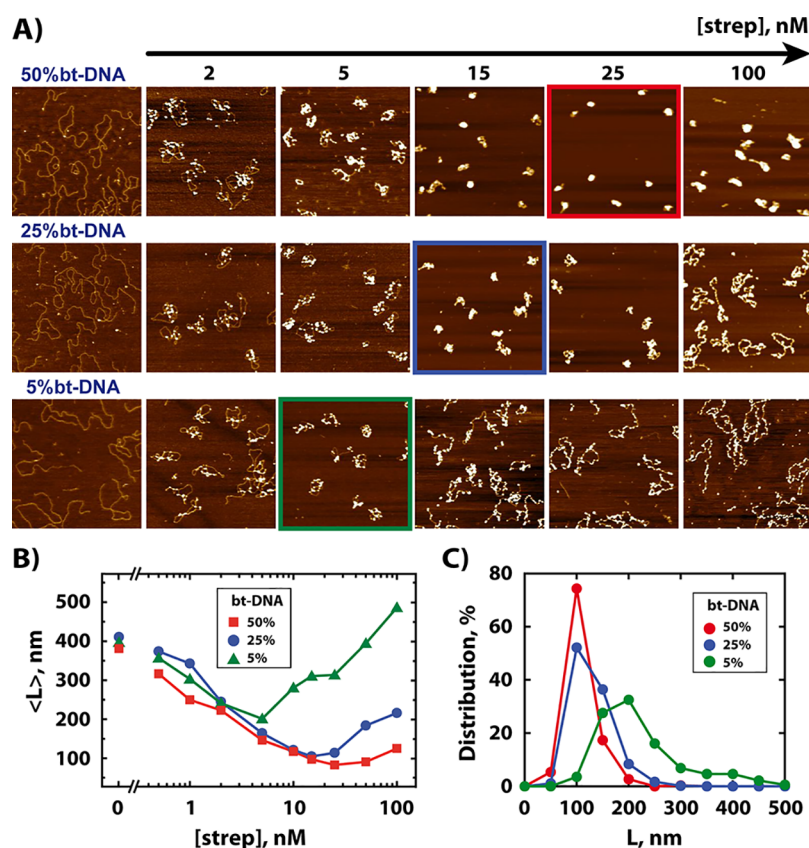 A)
[strep], nM
50%bt-DNA 2 5 15 25 100
25%bt-DNA
5%bt-DNA
B)
500
400
300
200
100
<L>, nm
bt-DNA
50%
25%
5%
0 1 10 100
[strep], nM
C)
80
60
40
20
0
Distribution, %
bt-DNA
50%
25%
5%
0 100 200 300 400 500
L, nm